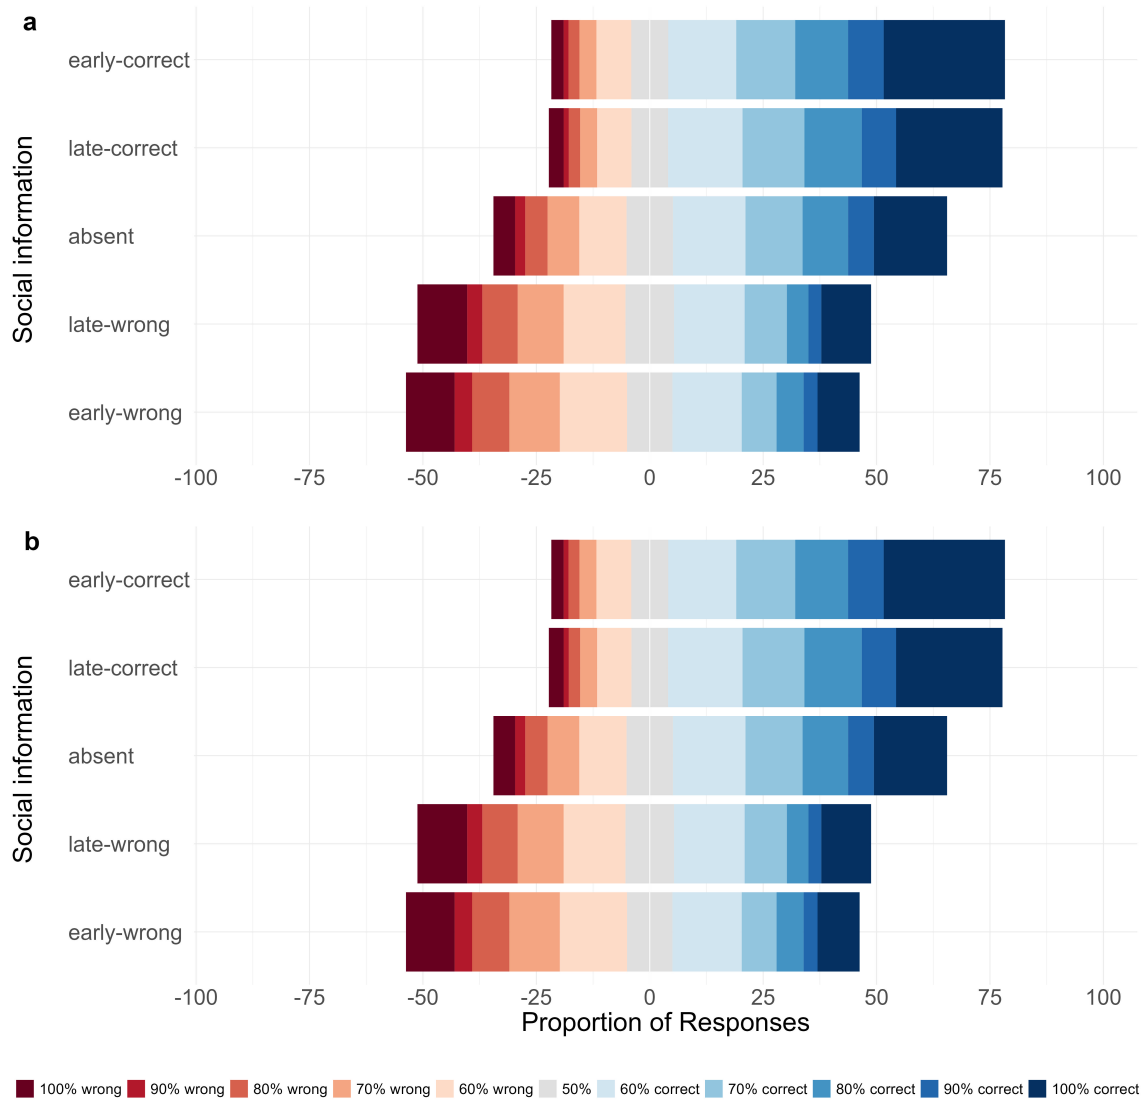 a
early-correct
late-correct
absent
late-wrong
early-wrong
Social information
-100 -75 -50 -25 0 25 50 75 100
b
early-correct
late-correct
absent
late-wrong
early-wrong
Social information
-100 -75 -50 -25 0 25 50 75 100
Proportion of Responses
100% wrong 90% wrong 80% wrong 70% wrong 60% wrong 50% 60% correct 70% correct 80% correct 90% correct 100% correct